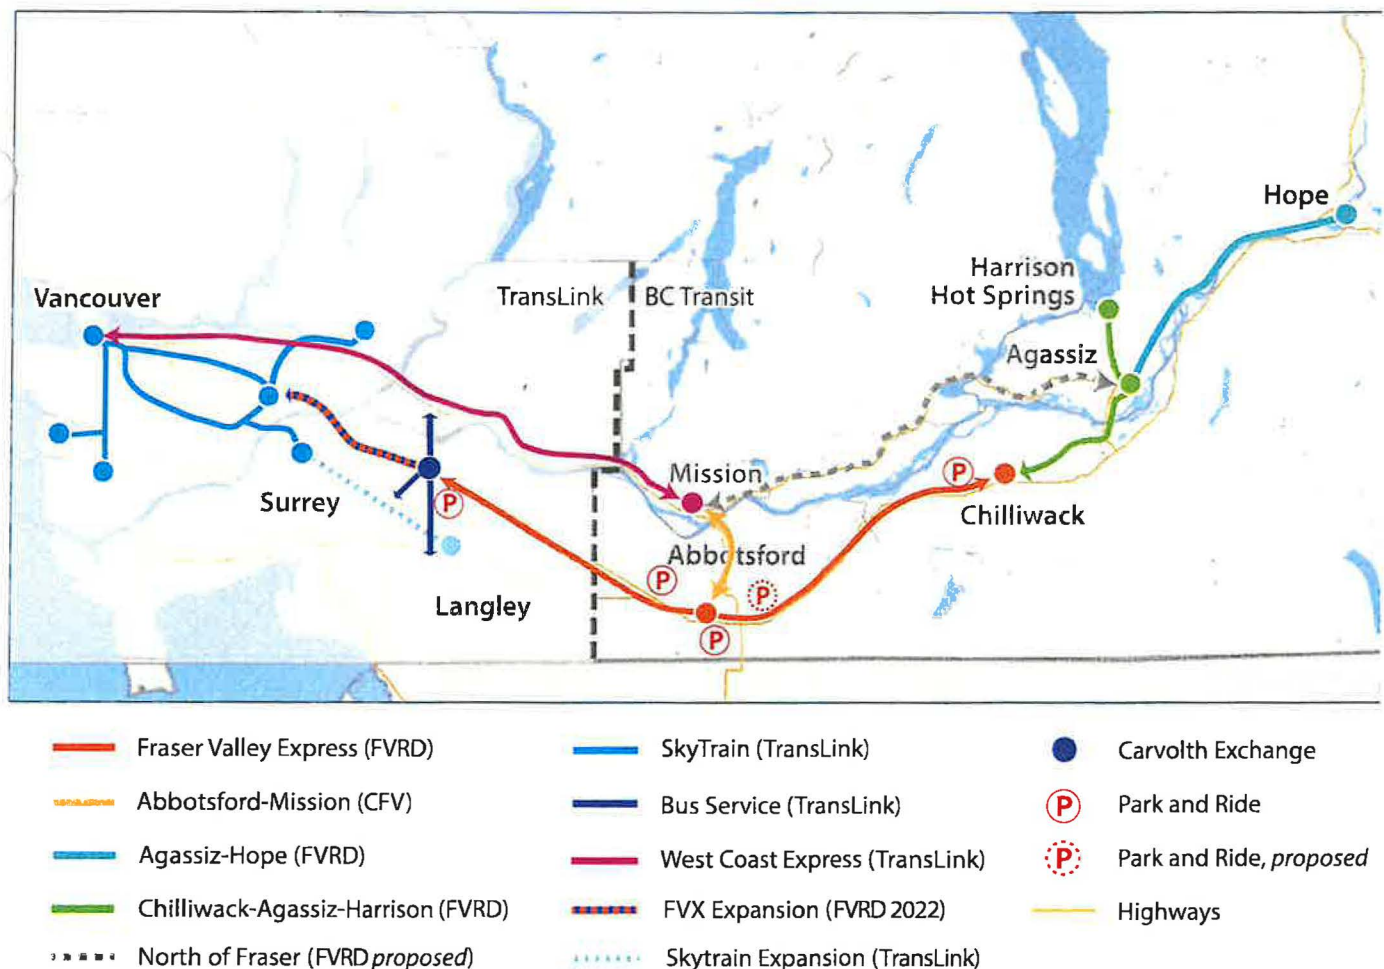 Hope
Harrison
Hot Springs
Vancouver
TransLink
BC Transit
Agassiz
Mission
P
Surrey
P
Chilliwack
Abbotsford
P
P
Langley
P
Fraser Valley Express (FVRD)
Abbotsford-Mission (CFV)
Agassiz-Hope (FVRD)
Chilliwack-Agassiz-Harrison (FVRD)
North of Fraser (FVRD proposed)
SkyTrain (TransLink)
Bus Service (TransLink)
West Coast Express (TransLink)
FVX Expansion (FVRD 2022)
Skytrain Expansion (TransLink)
Carvolth Exchange
P Park and Ride
P Park and Ride, proposed
Highways